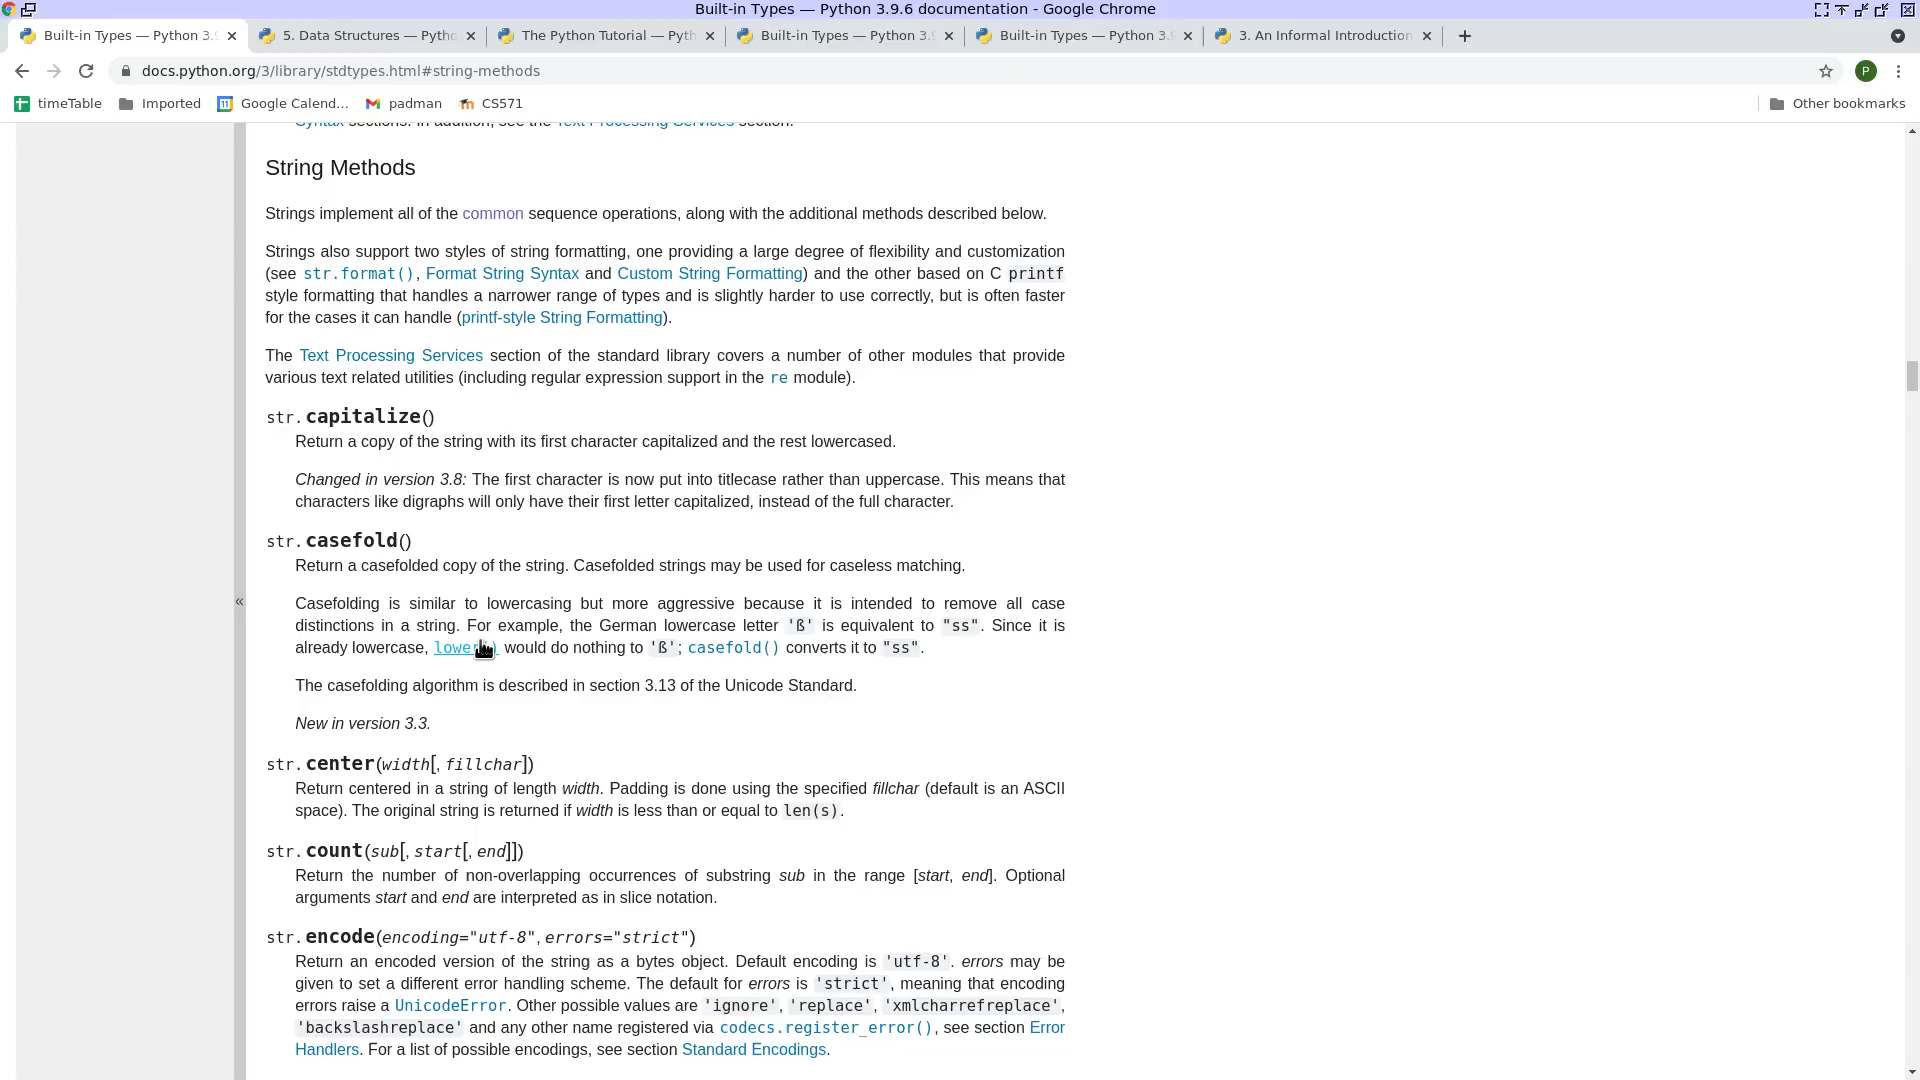 Built-in Types — Python 3.9.6 documentation - Google Chrome
Built-in Types — Python 3.9
5. Data Structures — Pytho
The Python Tutorial — Pyth
Built-in Types — Python 3.9
Built-in Types — Python 3.9
3. An Informal Introduction
docs.python.org/3/library/stdtypes.html#string-methods
P
timeTable
Imported
Google Calend...
padman
CS571
Other bookmarks
Syntax sections. In addition, see the Text Processing Services section.
String Methods
Strings implement all of the common sequence operations, along with the additional methods described below.
Strings also support two styles of string formatting, one providing a large degree of flexibility and customization
(see str.format(), Format String Syntax and Custom String Formatting) and the other based on C printf
style formatting that handles a narrower range of types and is slightly harder to use correctly, but is often faster
for the cases it can handle (printf-style String Formatting).
The Text Processing Services section of the standard library covers a number of other modules that provide
various text related utilities (including regular expression support in the re module).
str.capitalize()
Return a copy of the string with its first character capitalized and the rest lowercased.
Changed in version 3.8: The first character is now put into titlecase rather than uppercase. This means that
characters like digraphs will only have their first letter capitalized, instead of the full character.
str.casefold()
Return a casefolded copy of the string. Casefolded strings may be used for caseless matching.
Casefolding is similar to lowercasing but more aggressive because it is intended to remove all case
distinctions in a string. For example, the German lowercase letter 'ß' is equivalent to "ss". Since it is
already lowercase, lower() would do nothing to 'ß'; casefold() converts it to "ss".
«
The casefolding algorithm is described in section 3.13 of the Unicode Standard.
New in version 3.3.
str.center(width[, fillchar])
Return centered in a string of length width. Padding is done using the specified fillchar (default is an ASCII
space). The original string is returned if width is less than or equal to len(s).
str.count(sub[, start[, end]])
Return the number of non-overlapping occurrences of substring sub in the range [start, end]. Optional
arguments start and end are interpreted as in slice notation.
str.encode(encoding="utf-8", errors="strict")
Return an encoded version of the string as a bytes object. Default encoding is 'utf-8'. errors may be
given to set a different error handling scheme. The default for errors is 'strict', meaning that encoding
errors raise a UnicodeError. Other possible values are 'ignore', 'replace', 'xmlcharrefreplace',
'backslashreplace' and any other name registered via codecs.register_error(), see section Error
Handlers. For a list of possible encodings, see section Standard Encodings.